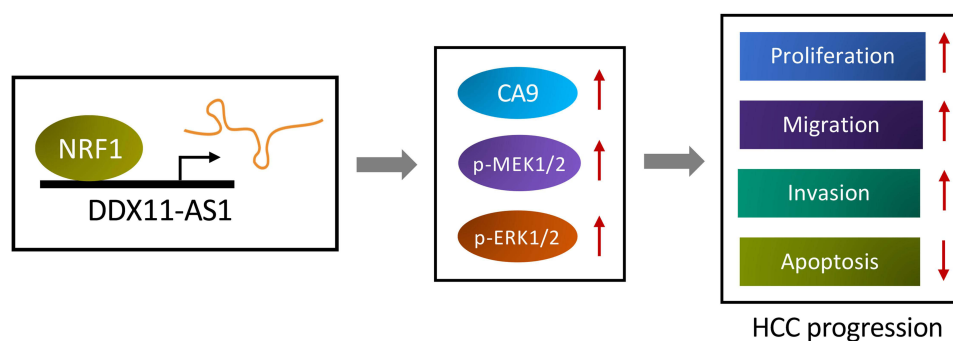 NRF1
DDX11-AS1
CA9
p-MEK1/2
p-ERK1/2
Proliferation
Migration
Invasion
Apoptosis
HCC progression